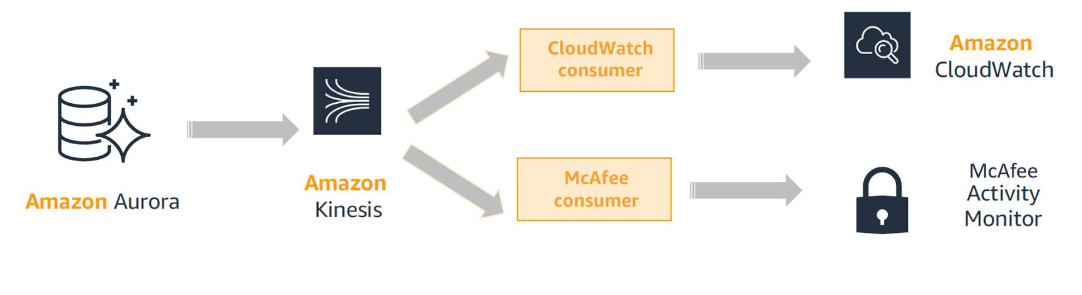 Amazon Aurora
Amazon
Kinesis
CloudWatch
consumer
McAfee
consumer
Amazon
CloudWatch
McAfee
Activity
Monitor